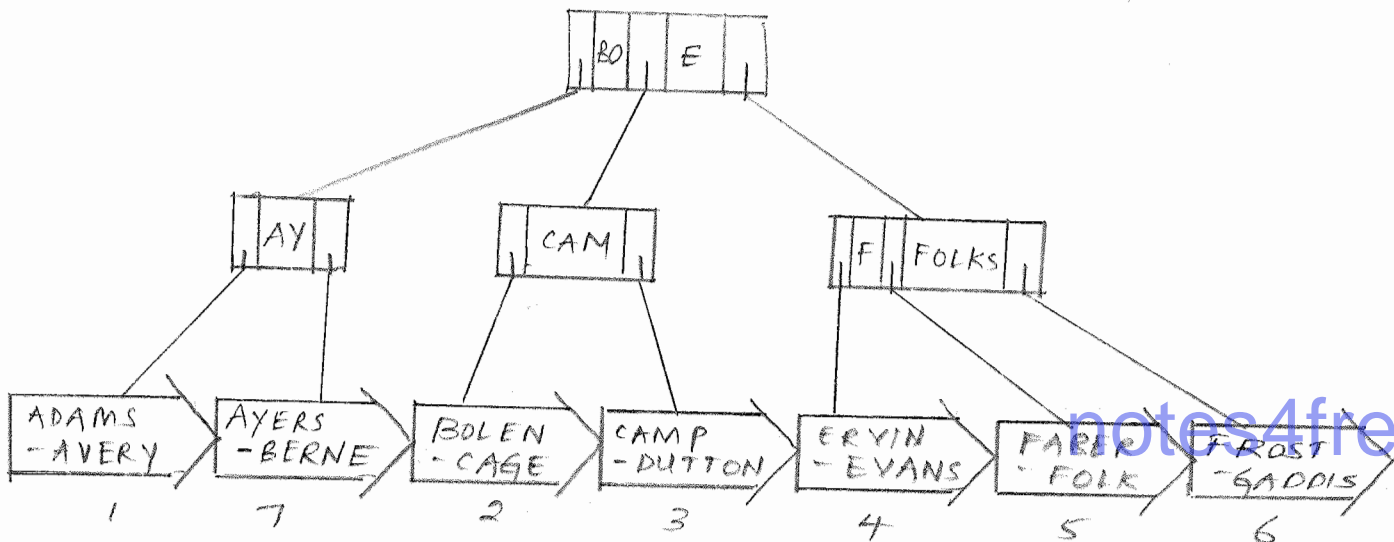 BO E
AY
CAM
F FOLKS
ADAMS
-AVERY
AYERS
-BERNE
BOLEN
-CAGE
CAMP
-DUTTON
ERVIN
-EVANS
FABER
-FOLK
FROST
-GADDIS
1 7 2 3 4 5 6
notes4fre